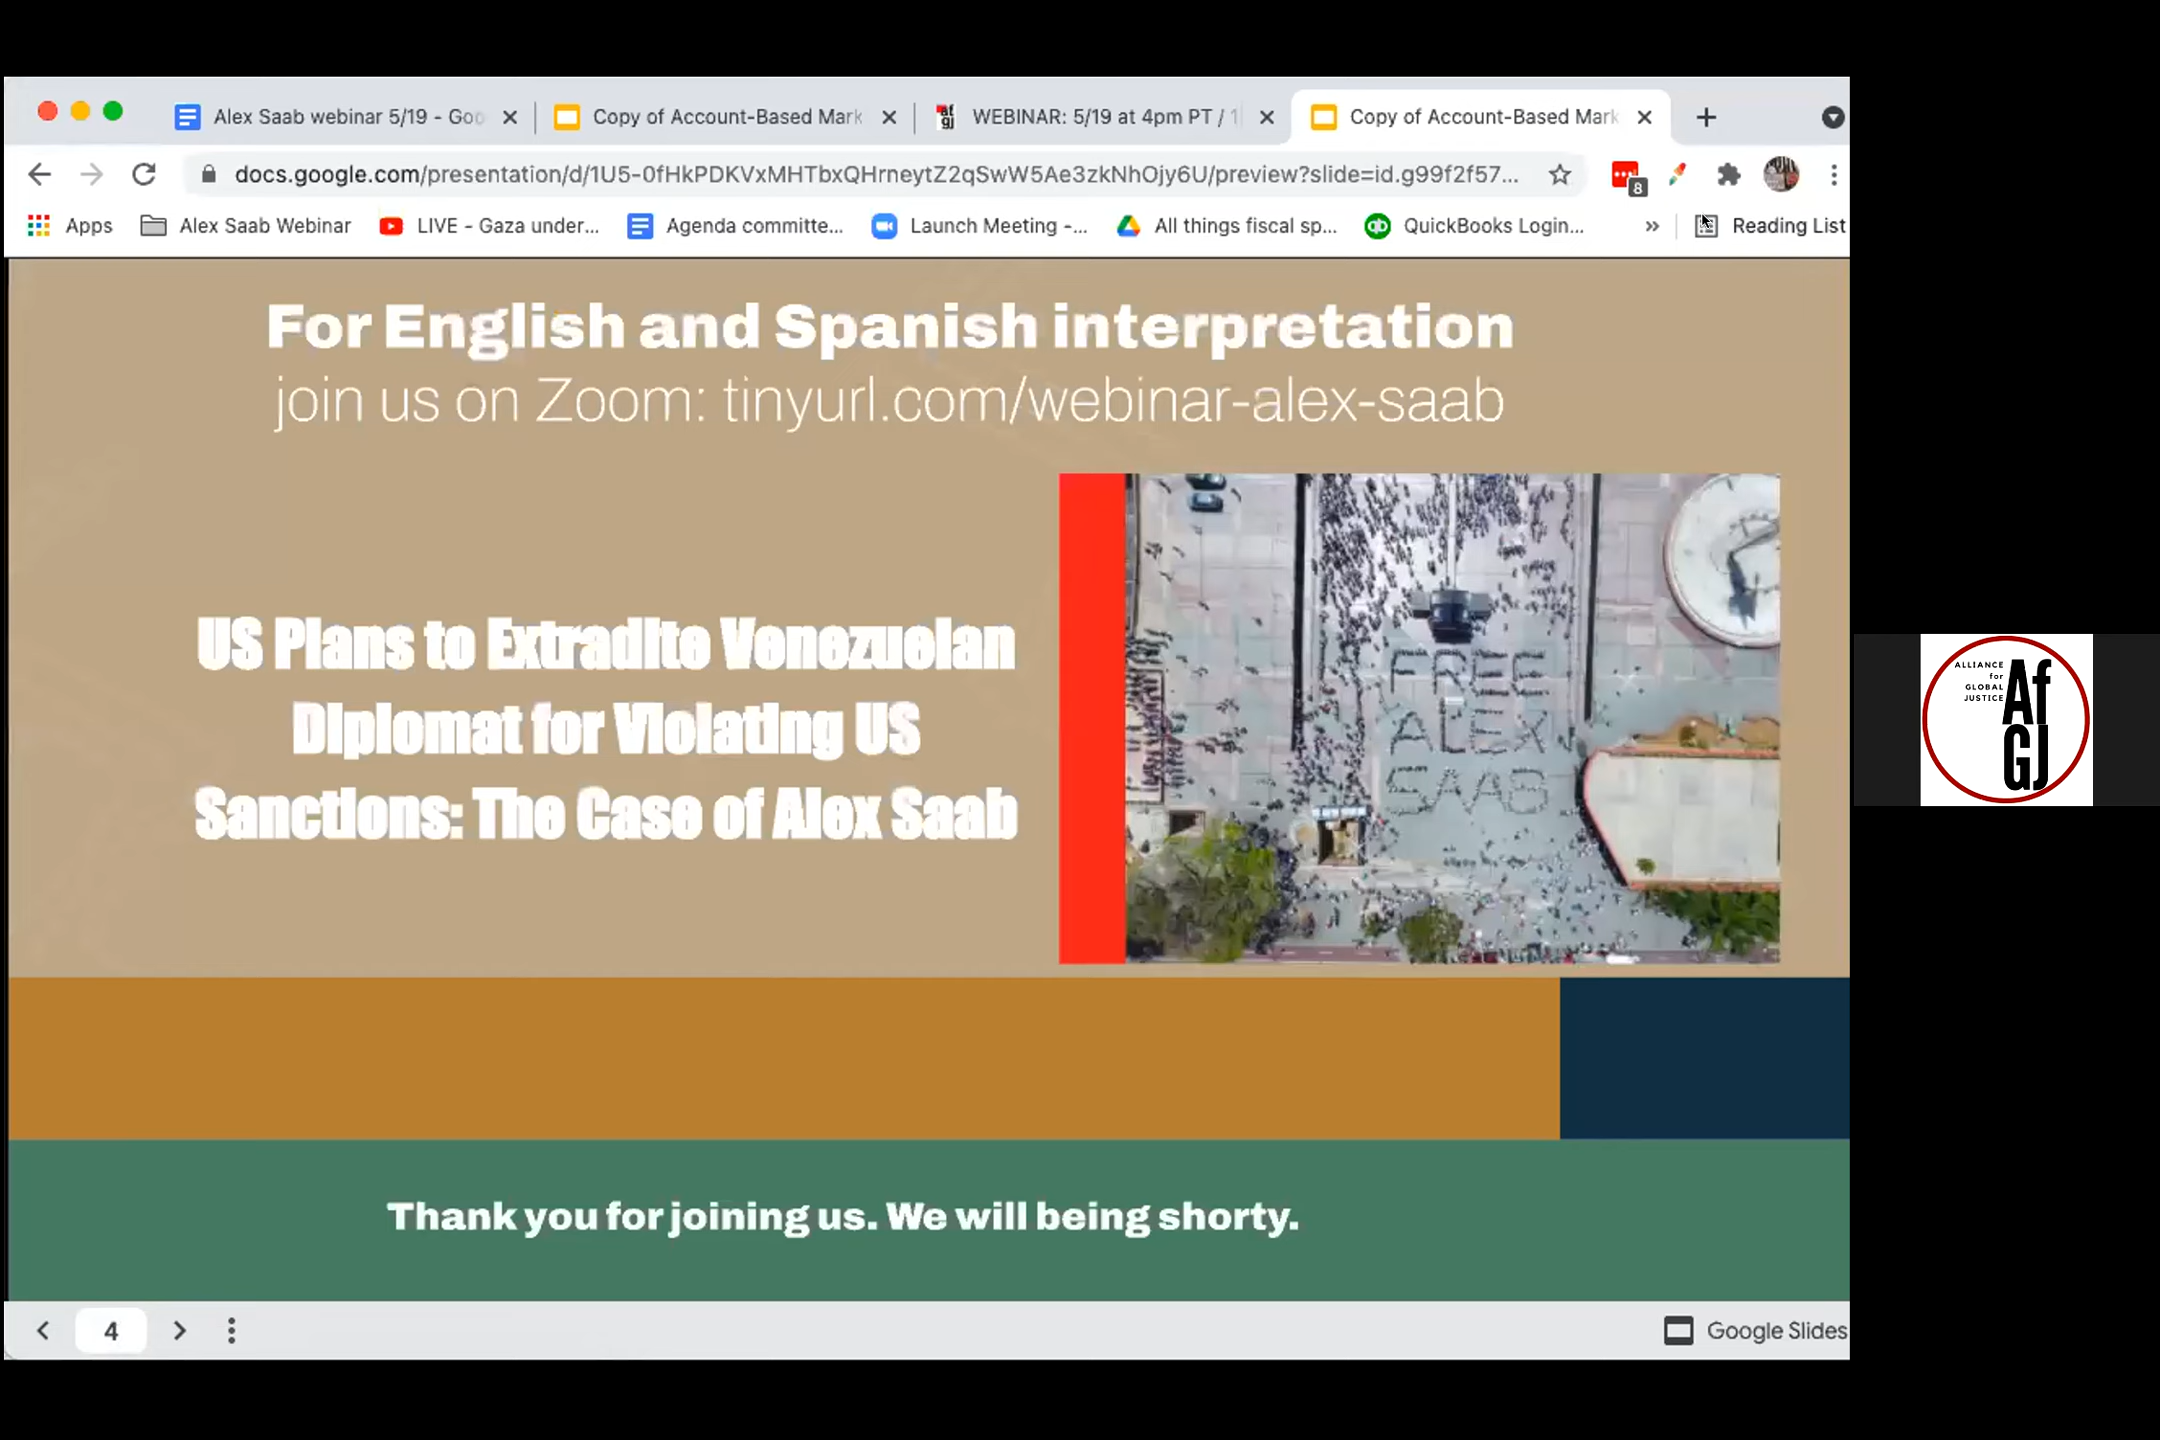 Alex Saab webinar 5/19 - Goo
Copy of Account-Based Mark
WEBINAR: 5/19 at 4pm PT / 1
Copy of Account-Based Mark
docs.google.com/presentation/d/1U5-0fHkPDKVxMHTbxQHrneytZ2qSwW5Ae3zkNhOjy6U/preview?slide=id.g99f2f57...
8
Apps
Alex Saab Webinar
LIVE - Gaza under...
Agenda committe...
Launch Meeting -...
All things fiscal sp...
QuickBooks Login...
Reading List
For English and Spanish interpretation
join us on Zoom: tinyurl.com/webinar-alex-saab
US Plans to Extradite Venezuelan
Diplomat for Violating US
Sanctions: The Case of Alex Saab
FREE
ALEX
SAAB
Thank you for joining us. We will being shorty.
4
Google Slides
ALLIANCE
for
GLOBAL
JUSTICE
Af
GJ